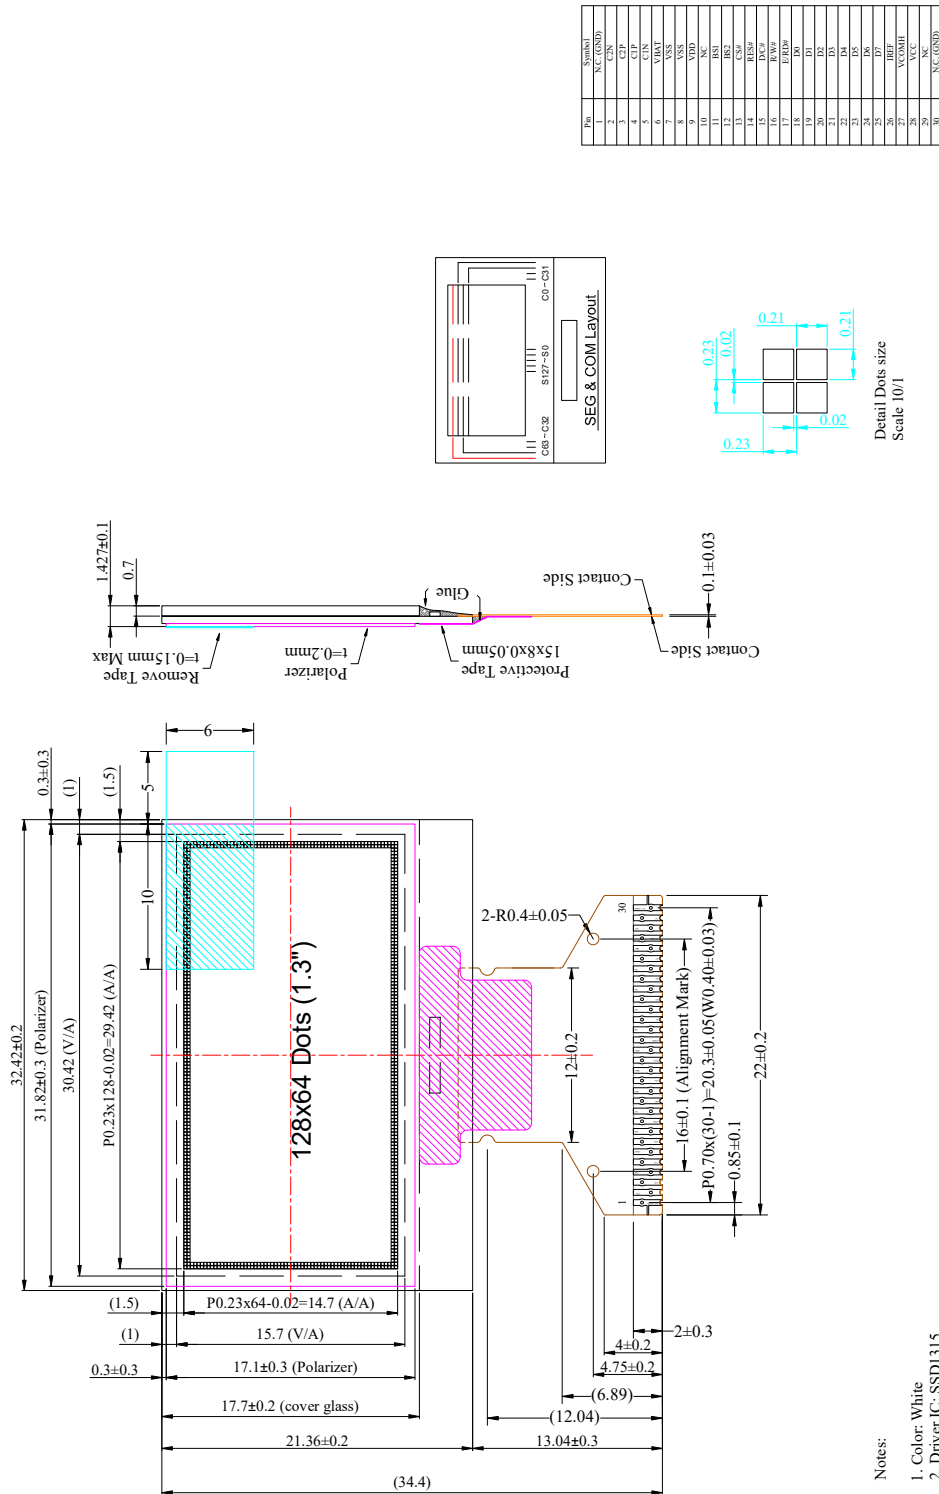 Pin Symbol
1 N.C. (GND)
2 C2N
3 C2P
4 C1P
5 C1N
6 VBAT
7 VSS
8 VSS
9 VDD
10 NC
11 BS1
12 BS2
13 CS#
14 RES#
15 D/C#
16 R/W#
17 E/RD#
18 D0
19 D1
20 D2
21 D3
22 D4
23 D5
24 D6
25 D7
26 IREF
27 VCOMH
28 VCC
29 NC
30 N.C. (GND)
C63~C32
S127~S0
C0~C31
SEG & COM Layout
0.23
0.02
0.21
0.21
0.23
0.02
Detail Dots size
Scale 10/1
1.427±0.1
0.7
Remove Tape
t=0.15mm Max
Polarizer
t=0.2mm
Protective Tape
15x8x0.05mm
Glue
Contact Side
Contact Side
0.1±0.03
32.42±0.2
31.82±0.3 (Polarizer)
30.42 (V/A)
P0.23x128-0.02=29.42 (A/A)
0.3±0.3
(1)
(1.5)
5
10
6
128x64 Dots (1.3")
2-R0.4±0.05
12±0.2
16±0.1 (Alignment Mark)
P0.70x(30-1)=20.3±0.05(W0.40±0.03)
0.85±0.1
22±0.2
1
30
(1.5)
P0.23x64-0.02=14.7 (A/A)
(1)
15.7 (V/A)
0.3±0.3
17.1±0.3 (Polarizer)
17.7±0.2 (cover glass)
21.36±0.2
(34.4)
2±0.3
4±0.2
4.75±0.2
(6.89)
(12.04)
13.04±0.3
Notes:
1. Color: White
2. Driver IC: SSD1315